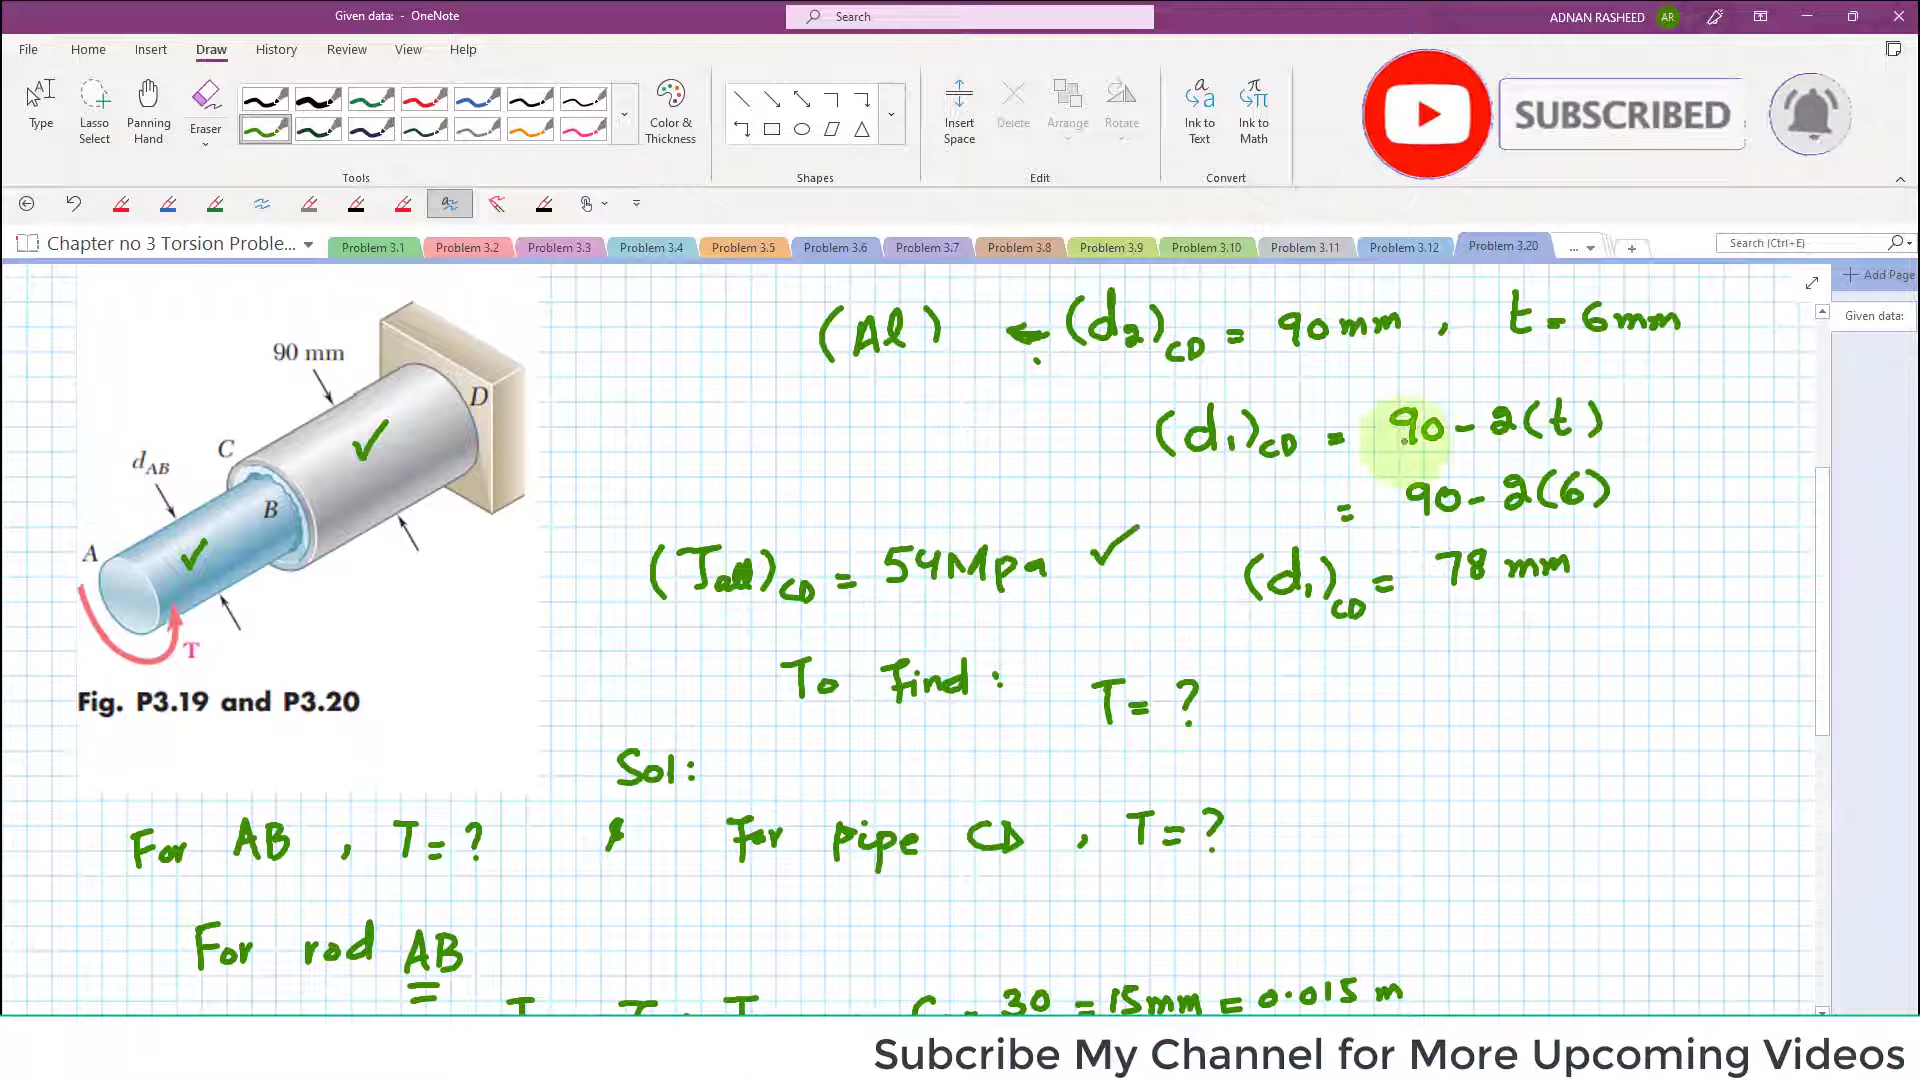 Given data: - OneNote
Search
ADNAN RASHEED AR
File Home Insert Draw History Review View Help
Type
Lasso Select
Panning Hand
Eraser
Color & Thickness
Insert Space
Delete
Arrange
Rotate
Ink to Text
Ink to Math
SUBSCRIBED
Tools Shapes Edit Convert
Chapter no 3 Torsion Proble...
Problem 3.1 Problem 3.2 Problem 3.3 Problem 3.4 Problem 3.5 Problem 3.6 Problem 3.7 Problem 3.8 Problem 3.9 Problem 3.10 Problem 3.11 Problem 3.12 Problem 3.20 ...
Search (Ctrl+E)
Add Page
Given data:
(Al) ← (d2)CD = 90mm , t = 6mm
90 mm
D
(d1)CD = 90 - 2(t)
C
dAB
= 90 - 2(6)
B
A
(Tall)CD = 54Mpa ✓
(d1)CD = 78 mm
T
To Find: T = ?
Fig. P3.19 and P3.20
Sol:
For AB , T = ? & For pipe CD , T = ?
For rod AB
30 = 15mm = 0.015 m
Subcribe My Channel for More Upcoming Videos